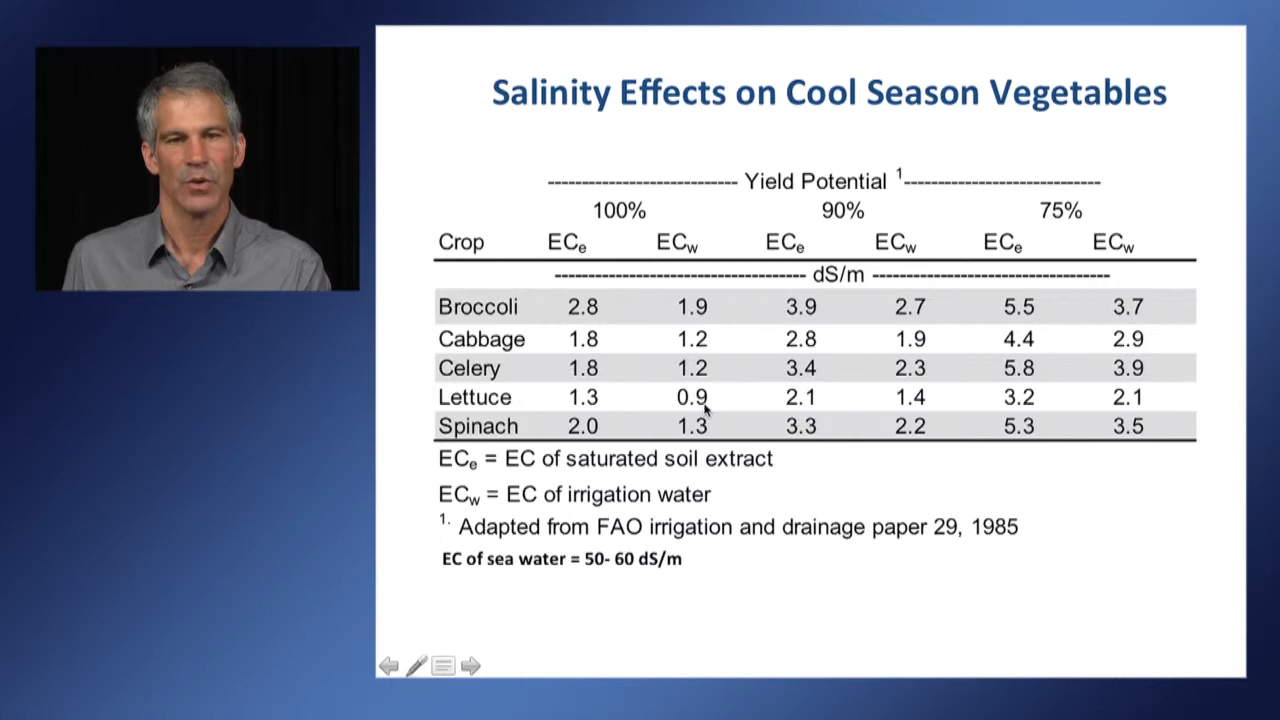 Salinity Effects on Cool Season Vegetables
-------------------------- Yield Potential 1---------------------------
100% 90% 75%
Crop ECe ECw ECe ECw ECe ECw
----------------------------------- dS/m ---------------------------------
Broccoli 2.8 1.9 3.9 2.7 5.5 3.7
Cabbage 1.8 1.2 2.8 1.9 4.4 2.9
Celery 1.8 1.2 3.4 2.3 5.8 3.9
Lettuce 1.3 0.9 2.1 1.4 3.2 2.1
Spinach 2.0 1.3 3.3 2.2 5.3 3.5
ECe = EC of saturated soil extract
ECw = EC of irrigation water
1. Adapted from FAO irrigation and drainage paper 29, 1985
EC of sea water = 50- 60 dS/m